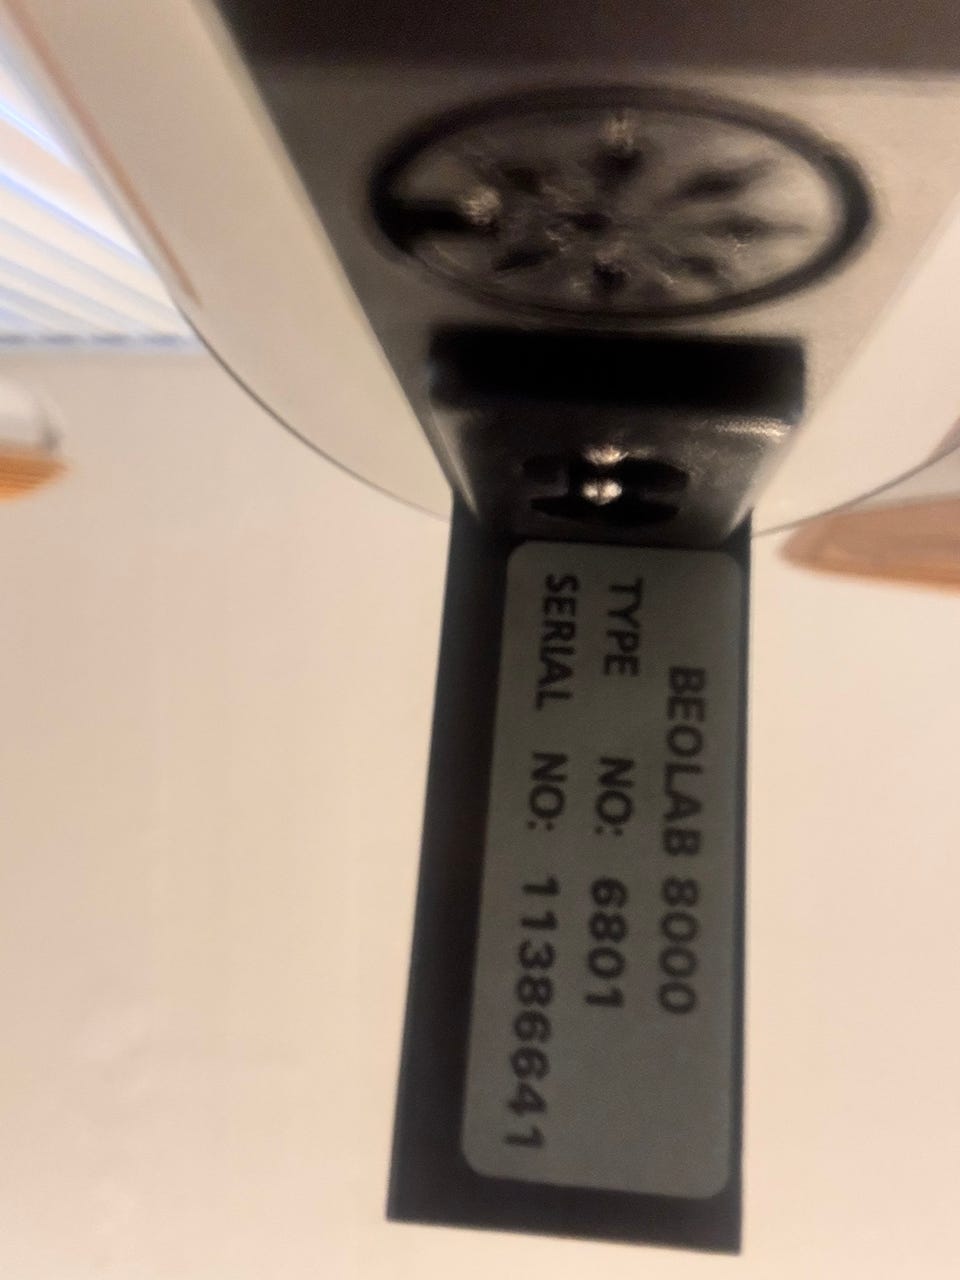 BEOLAB 8000
TYPE NO: 6801
SERIAL NO: 11386641